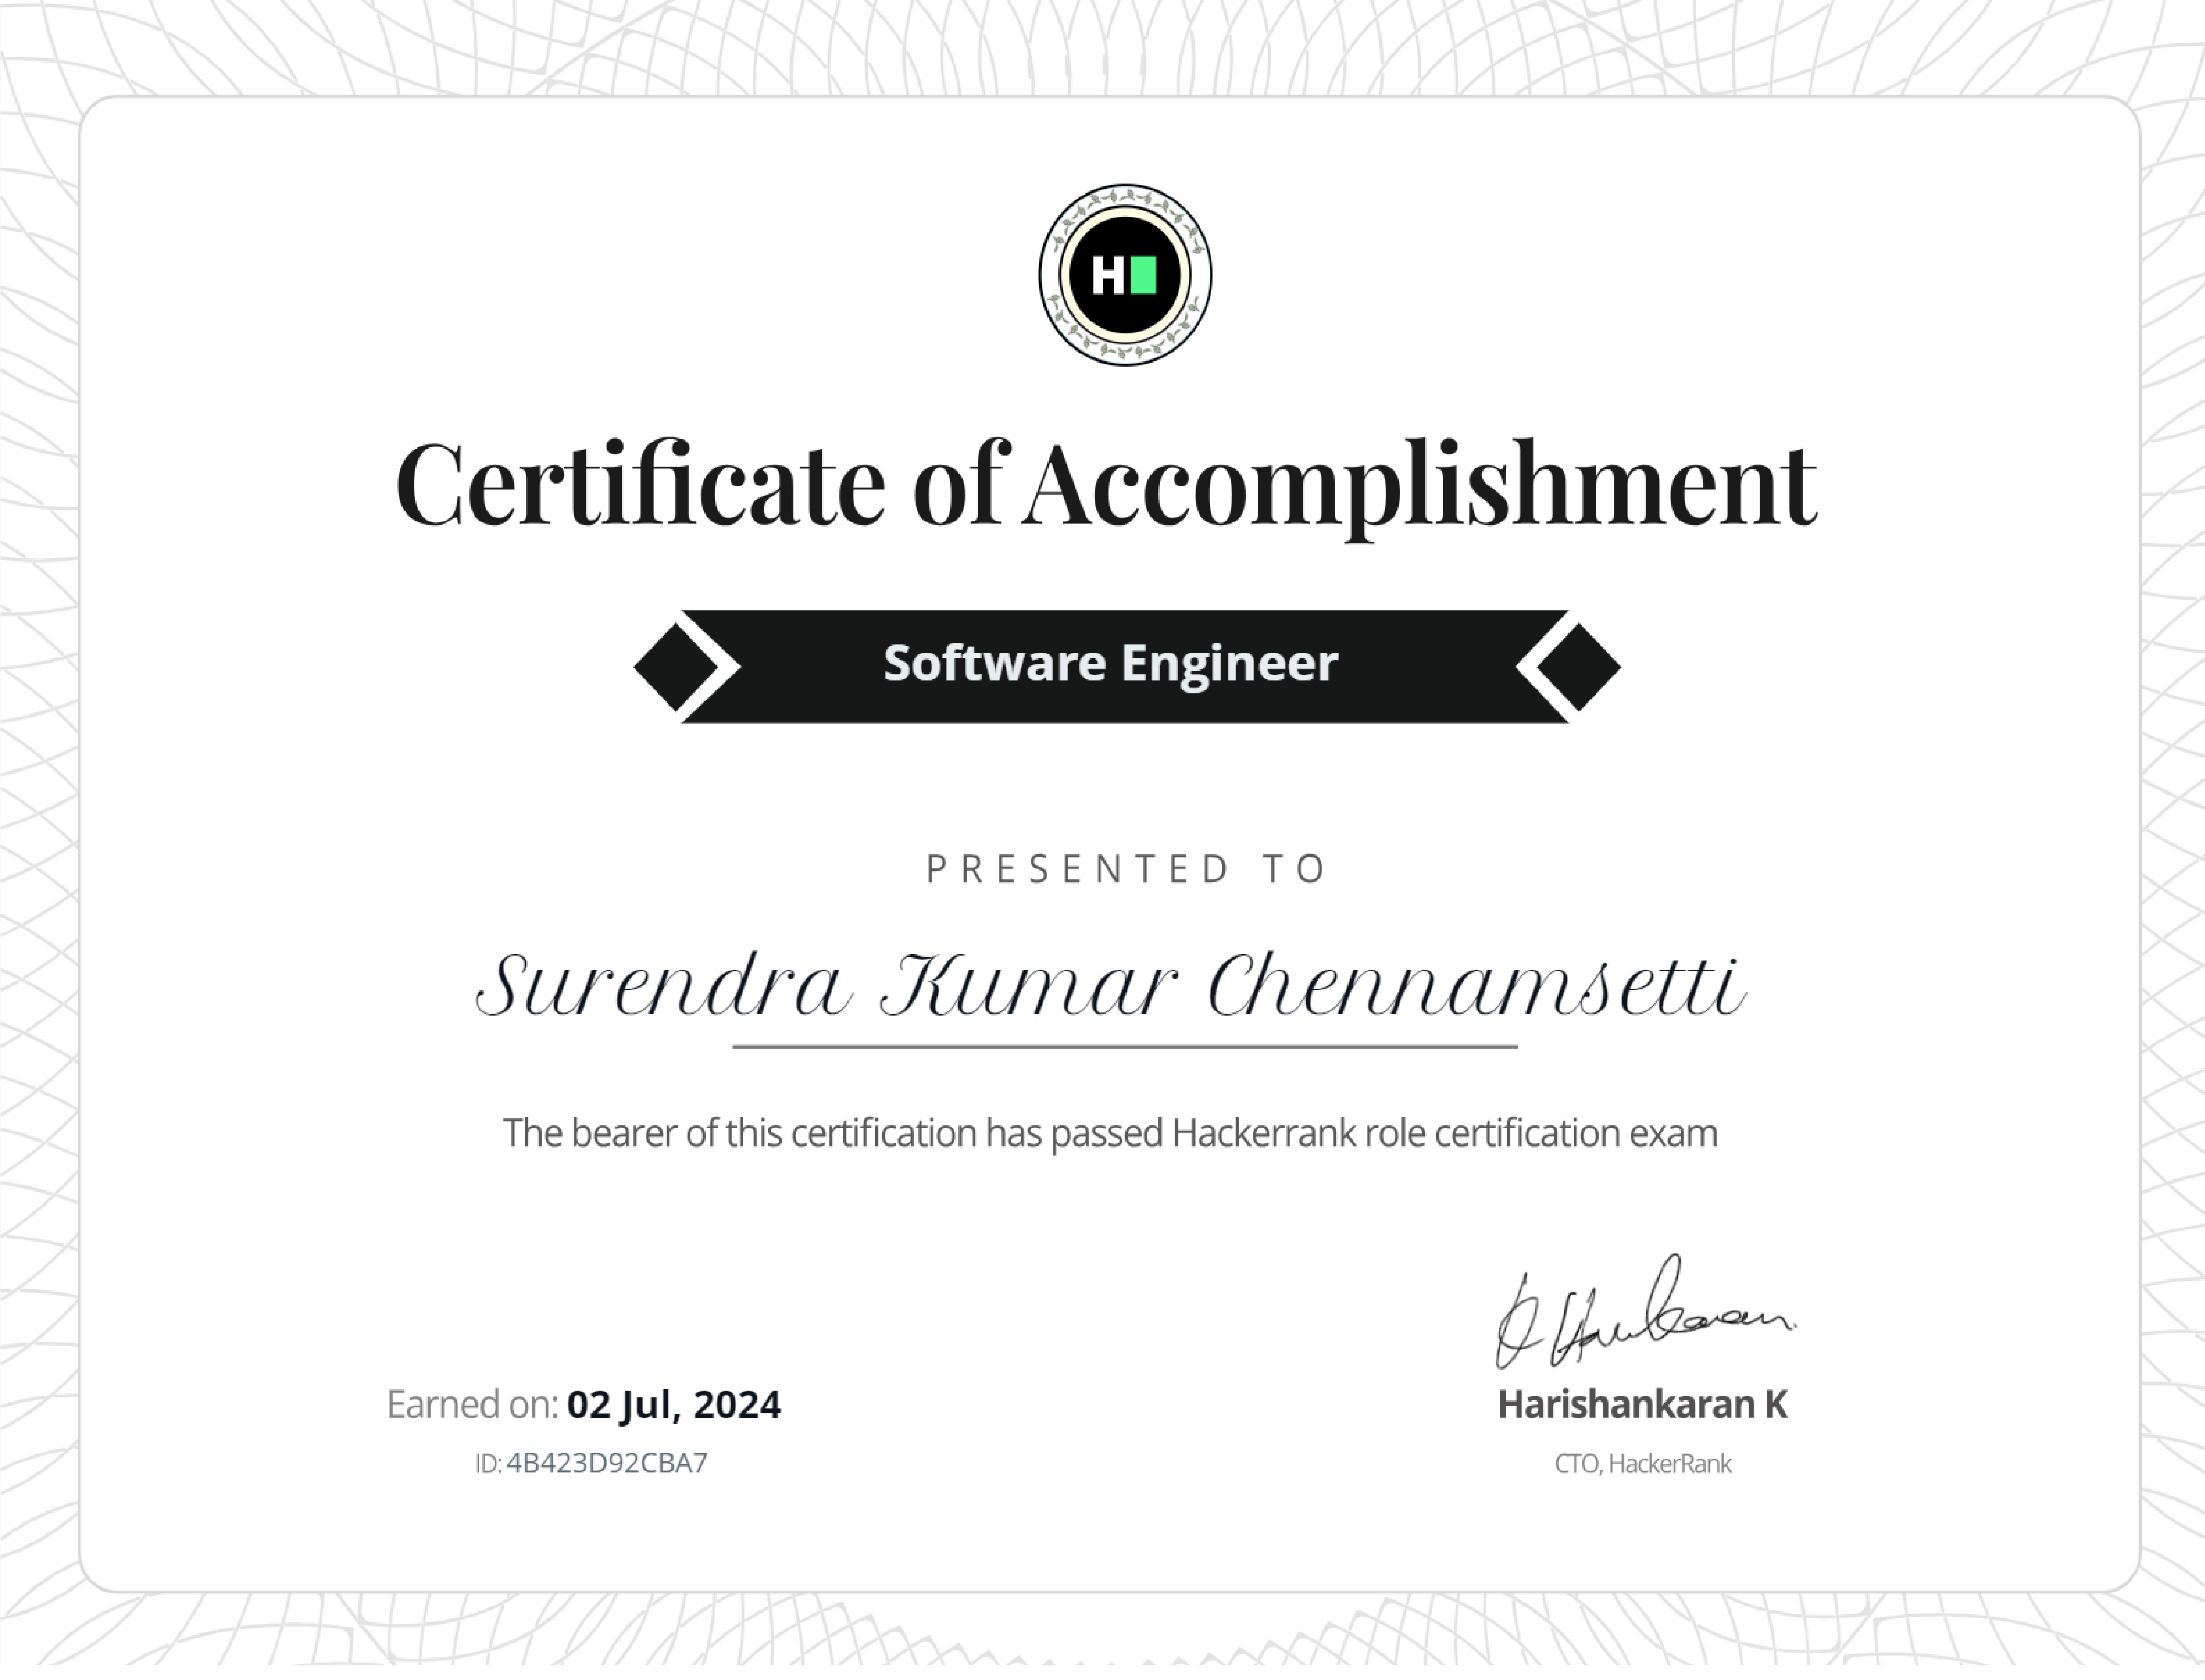 H
Certificate of Accomplishment
Software Engineer
PRESENTED TO
Surendra Kumar Chennamsetti
The bearer of this certification has passed Hackerrank role certification exam
Earned on: 02 Jul, 2024
ID: 4B423D92CBA7
Harishankaran K
CTO, HackerRank